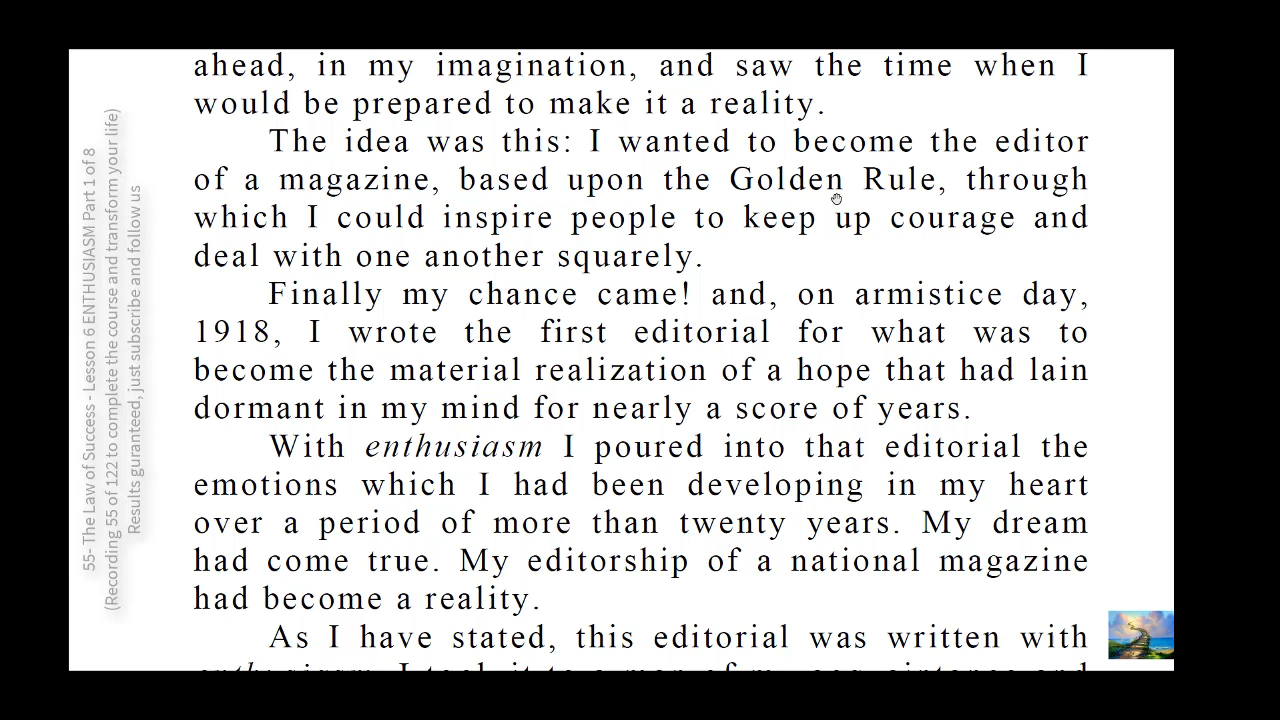 ahead, in my imagination, and saw the time when I
would be prepared to make it a reality.
The idea was this: I wanted to become the editor
of a magazine, based upon the Golden Rule, through
which I could inspire people to keep up courage and
deal with one another squarely.
Finally my chance came! and, on armistice day,
1918, I wrote the first editorial for what was to
become the material realization of a hope that had lain
dormant in my mind for nearly a score of years.
With enthusiasm I poured into that editorial the
emotions which I had been developing in my heart
over a period of more than twenty years. My dream
had come true. My editorship of a national magazine
had become a reality.
As I have stated, this editorial was written with
55- The Law of Success - Lesson 6 ENTHUSIASM Part 1 of 8
(Recording 55 of 122 to complete the course and transform your life)
Results guranteed, just subscribe and follow us